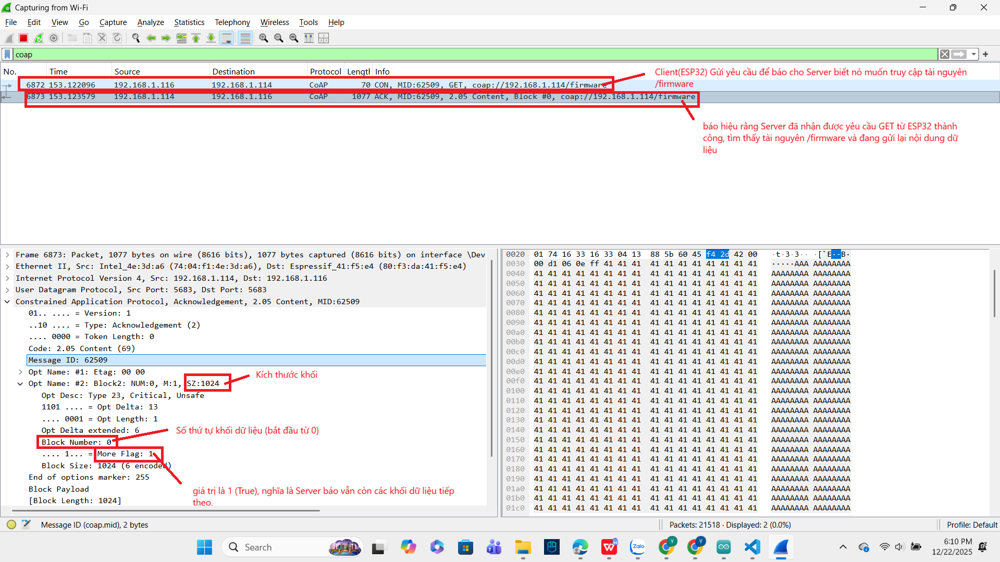 Capturing from Wi-Fi
File Edit View Go Capture Analyze Statistics Telephony Wireless Tools Help
coap
No. Time Source Destination Protocol Lengtl Info
6872 153.122096 192.168.1.116 192.168.1.114 CoAP 70 CON, MID:62509, GET, coap://192.168.1.114/firmware
6873 153.123579 192.168.1.114 192.168.1.116 CoAP 1077 ACK, MID:62509, 2.05 Content, Block #0, coap://192.168.1.114/firmware
Client(ESP32) Gửi yêu cầu để báo cho Server biết nó muốn truy cập tài nguyên
/firmware
báo hiệu rằng Server đã nhận được yêu cầu GET từ ESP32 thành
công, tìm thấy tài nguyên /firmware và đang gửi lại nội dung dữ
liệu
Frame 6873: Packet, 1077 bytes on wire (8616 bits), 1077 bytes captured (8616 bits) on interface \Dev
Ethernet II, Src: Intel_4e:3d:a6 (74:04:f1:4e:3d:a6), Dst: Espressif_41:f5:e4 (80:f3:da:41:f5:e4)
Internet Protocol Version 4, Src: 192.168.1.114, Dst: 192.168.1.116
User Datagram Protocol, Src Port: 5683, Dst Port: 5683
Constrained Application Protocol, Acknowledgement, 2.05 Content, MID:62509
01.. .... = Version: 1
..10 .... = Type: Acknowledgement (2)
.... 0000 = Token Length: 0
Code: 2.05 Content (69)
Message ID: 62509
Opt Name: #1: Etag: 00 00
Opt Name: #2: Block2: NUM:0, M:1, SZ:1024
Kích thước khối
Opt Desc: Type 23, Critical, Unsafe
1101 .... = Opt Delta: 13
.... 0001 = Opt Length: 1
Opt Delta extended: 6
Số thứ tự khối dữ liệu (bắt đầu từ 0)
Block Number: 0
.... 1... = More Flag: 1
Block Size: 1024 (6 encoded)
End of options marker: 255
Block Payload
[Block Length: 1024]
giá trị là 1 (True), nghĩa là Server báo vẫn còn các khối dữ liệu tiếp
theo.
0020 01 74 16 33 16 33 04 13 88 5b 60 45 f4 2d 42 00 ·t·3·3·· ·[`E·-B·
0030 00 d1 06 0e ff 41 41 41 41 41 41 41 41 41 41 41 ·····AAA AAAAAAAA
0040 41 41 41 41 41 41 41 41 41 41 41 41 41 41 41 41 AAAAAAAA AAAAAAAA
0050 41 41 41 41 41 41 41 41 41 41 41 41 41 41 41 41 AAAAAAAA AAAAAAAA
0060 41 41 41 41 41 41 41 41 41 41 41 41 41 41 41 41 AAAAAAAA AAAAAAAA
0070 41 41 41 41 41 41 41 41 41 41 41 41 41 41 41 41 AAAAAAAA AAAAAAAA
0080 41 41 41 41 41 41 41 41 41 41 41 41 41 41 41 41 AAAAAAAA AAAAAAAA
0090 41 41 41 41 41 41 41 41 41 41 41 41 41 41 41 41 AAAAAAAA AAAAAAAA
00a0 41 41 41 41 41 41 41 41 41 41 41 41 41 41 41 41 AAAAAAAA AAAAAAAA
00b0 41 41 41 41 41 41 41 41 41 41 41 41 41 41 41 41 AAAAAAAA AAAAAAAA
00c0 41 41 41 41 41 41 41 41 41 41 41 41 41 41 41 41 AAAAAAAA AAAAAAAA
00d0 41 41 41 41 41 41 41 41 41 41 41 41 41 41 41 41 AAAAAAAA AAAAAAAA
00e0 41 41 41 41 41 41 41 41 41 41 41 41 41 41 41 41 AAAAAAAA AAAAAAAA
00f0 41 41 41 41 41 41 41 41 41 41 41 41 41 41 41 41 AAAAAAAA AAAAAAAA
0100 41 41 41 41 41 41 41 41 41 41 41 41 41 41 41 41 AAAAAAAA AAAAAAAA
0110 41 41 41 41 41 41 41 41 41 41 41 41 41 41 41 41 AAAAAAAA AAAAAAAA
0120 41 41 41 41 41 41 41 41 41 41 41 41 41 41 41 41 AAAAAAAA AAAAAAAA
0130 41 41 41 41 41 41 41 41 41 41 41 41 41 41 41 41 AAAAAAAA AAAAAAAA
0140 41 41 41 41 41 41 41 41 41 41 41 41 41 41 41 41 AAAAAAAA AAAAAAAA
0150 41 41 41 41 41 41 41 41 41 41 41 41 41 41 41 41 AAAAAAAA AAAAAAAA
0160 41 41 41 41 41 41 41 41 41 41 41 41 41 41 41 41 AAAAAAAA AAAAAAAA
0170 41 41 41 41 41 41 41 41 41 41 41 41 41 41 41 41 AAAAAAAA AAAAAAAA
0180 41 41 41 41 41 41 41 41 41 41 41 41 41 41 41 41 AAAAAAAA AAAAAAAA
0190 41 41 41 41 41 41 41 41 41 41 41 41 41 41 41 41 AAAAAAAA AAAAAAAA
01a0 41 41 41 41 41 41 41 41 41 41 41 41 41 41 41 41 AAAAAAAA AAAAAAAA
01b0 41 41 41 41 41 41 41 41 41 41 41 41 41 41 41 41 AAAAAAAA AAAAAAAA
01c0 41 41 41 41 41 41 41 41 41 41 41 41 41 41 41 41 AAAAAAAA AAAAAAAA
Message ID (coap.mid), 2 bytes
Packets: 21518 · Displayed: 2 (0.0%)
Profile: Default
Search
Zalo
6:10 PM
12/22/2025